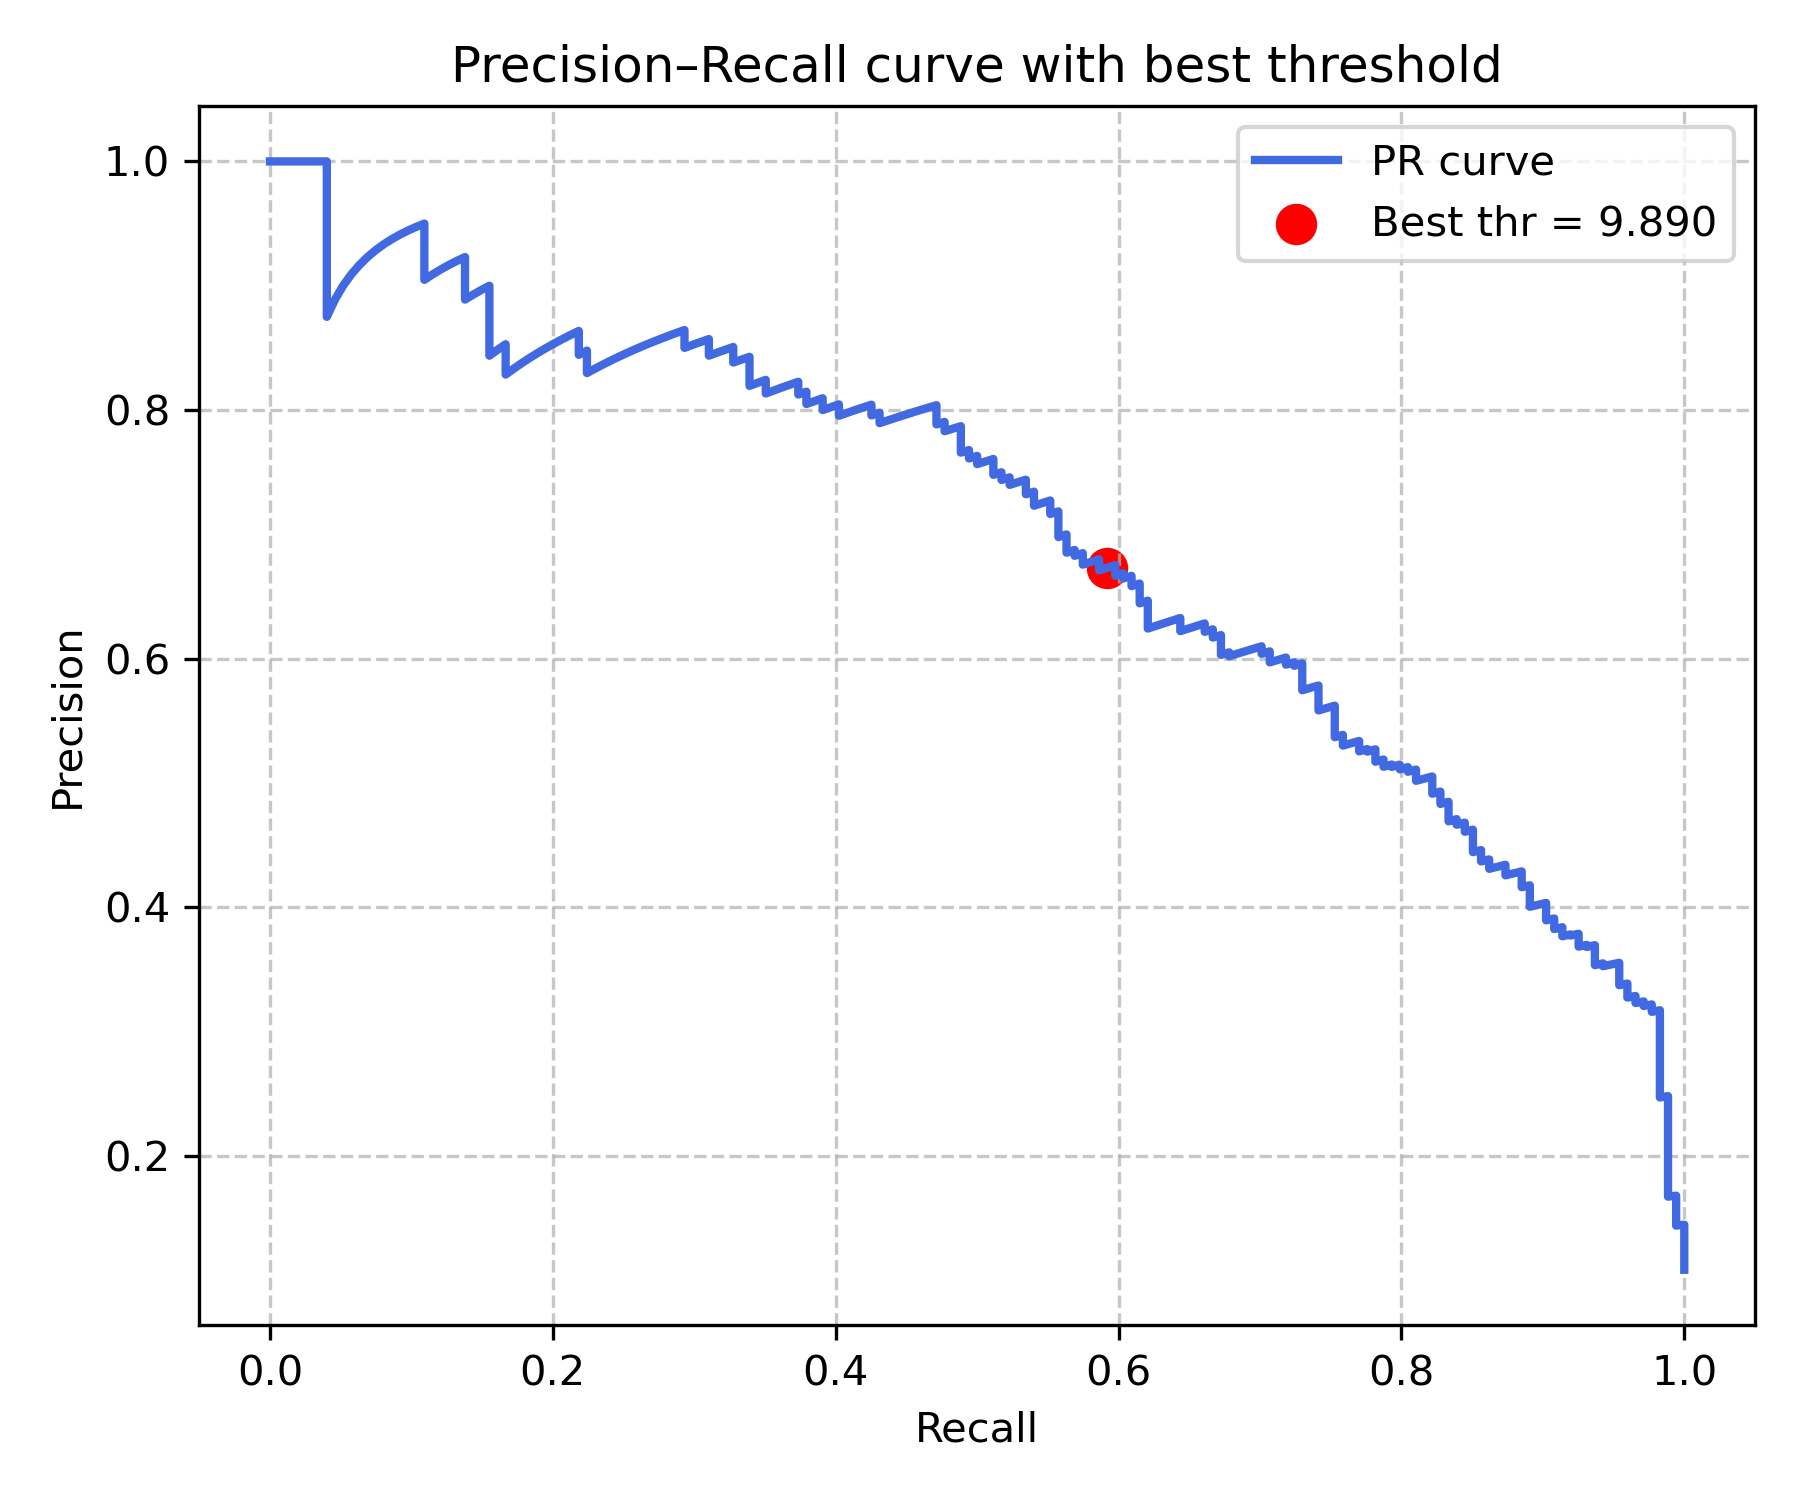 Precision–Recall curve with best threshold
PR curve
Best thr = 9.890
1.0
0.8
0.6
0.4
0.2
Precision
0.0 0.2 0.4 0.6 0.8 1.0
Recall